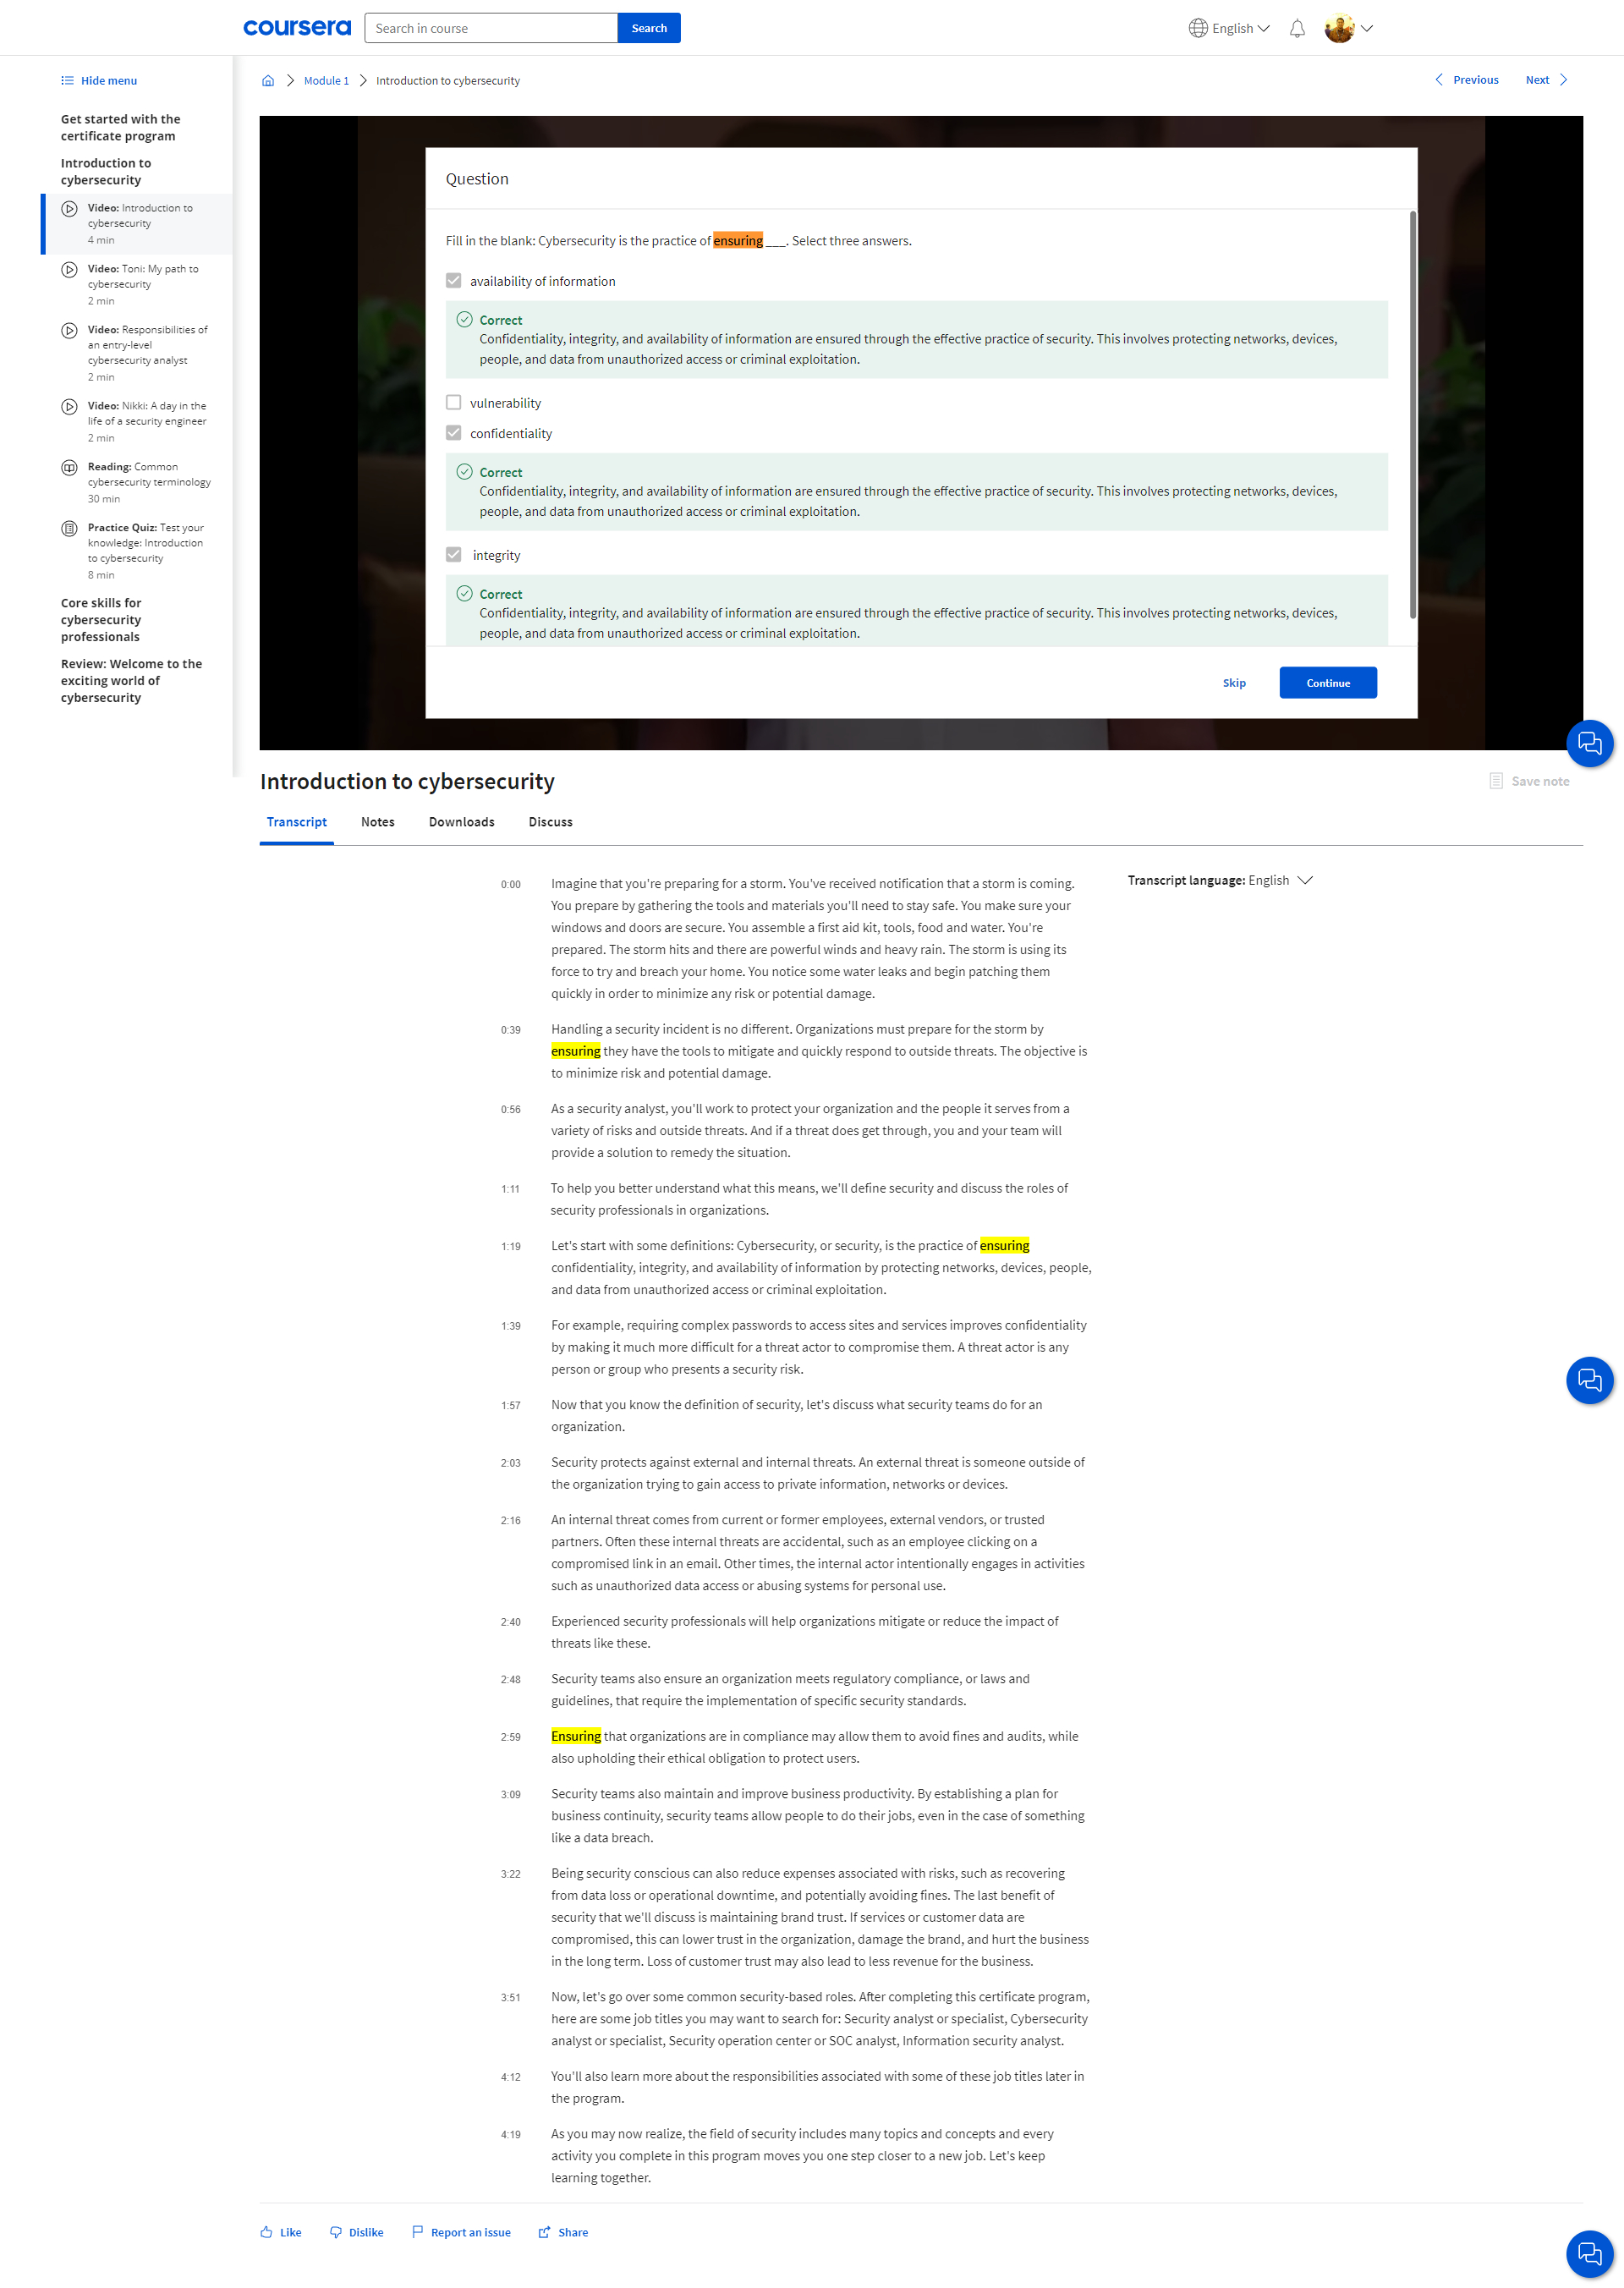 coursera
Search in course
Search
English
Hide menu
Module 1
Introduction to cybersecurity
Previous
Next
Get started with the
certificate program
Introduction to
cybersecurity
Video: Introduction to
cybersecurity
4 min
Video: Toni: My path to
cybersecurity
2 min
Video: Responsibilities of
an entry-level
cybersecurity analyst
2 min
Video: Nikki: A day in the
life of a security engineer
2 min
Reading: Common
cybersecurity terminology
30 min
Practice Quiz: Test your
knowledge: Introduction
to cybersecurity
8 min
Core skills for
cybersecurity
professionals
Review: Welcome to the
exciting world of
cybersecurity
Question
Fill in the blank: Cybersecurity is the practice of ensuring ___. Select three answers.
availability of information
Correct
Confidentiality, integrity, and availability of information are ensured through the effective practice of security. This involves protecting networks, devices,
people, and data from unauthorized access or criminal exploitation.
vulnerability
confidentiality
Correct
Confidentiality, integrity, and availability of information are ensured through the effective practice of security. This involves protecting networks, devices,
people, and data from unauthorized access or criminal exploitation.
integrity
Correct
Confidentiality, integrity, and availability of information are ensured through the effective practice of security. This involves protecting networks, devices,
people, and data from unauthorized access or criminal exploitation.
Skip
Continue
Introduction to cybersecurity
Save note
Transcript
Notes
Downloads
Discuss
Transcript language: English
0:00
Imagine that you're preparing for a storm. You've received notification that a storm is coming.
You prepare by gathering the tools and materials you'll need to stay safe. You make sure your
windows and doors are secure. You assemble a first aid kit, tools, food and water. You're
prepared. The storm hits and there are powerful winds and heavy rain. The storm is using its
force to try and breach your home. You notice some water leaks and begin patching them
quickly in order to minimize any risk or potential damage.
0:39
Handling a security incident is no different. Organizations must prepare for the storm by
ensuring they have the tools to mitigate and quickly respond to outside threats. The objective is
to minimize risk and potential damage.
0:56
As a security analyst, you'll work to protect your organization and the people it serves from a
variety of risks and outside threats. And if a threat does get through, you and your team will
provide a solution to remedy the situation.
1:11
To help you better understand what this means, we'll define security and discuss the roles of
security professionals in organizations.
1:19
Let's start with some definitions: Cybersecurity, or security, is the practice of ensuring
confidentiality, integrity, and availability of information by protecting networks, devices, people,
and data from unauthorized access or criminal exploitation.
1:39
For example, requiring complex passwords to access sites and services improves confidentiality
by making it much more difficult for a threat actor to compromise them. A threat actor is any
person or group who presents a security risk.
1:57
Now that you know the definition of security, let's discuss what security teams do for an
organization.
2:03
Security protects against external and internal threats. An external threat is someone outside of
the organization trying to gain access to private information, networks or devices.
2:16
An internal threat comes from current or former employees, external vendors, or trusted
partners. Often these internal threats are accidental, such as an employee clicking on a
compromised link in an email. Other times, the internal actor intentionally engages in activities
such as unauthorized data access or abusing systems for personal use.
2:40
Experienced security professionals will help organizations mitigate or reduce the impact of
threats like these.
2:48
Security teams also ensure an organization meets regulatory compliance, or laws and
guidelines, that require the implementation of specific security standards.
2:59
Ensuring that organizations are in compliance may allow them to avoid fines and audits, while
also upholding their ethical obligation to protect users.
3:09
Security teams also maintain and improve business productivity. By establishing a plan for
business continuity, security teams allow people to do their jobs, even in the case of something
like a data breach.
3:22
Being security conscious can also reduce expenses associated with risks, such as recovering
from data loss or operational downtime, and potentially avoiding fines. The last benefit of
security that we'll discuss is maintaining brand trust. If services or customer data are
compromised, this can lower trust in the organization, damage the brand, and hurt the business
in the long term. Loss of customer trust may also lead to less revenue for the business.
3:51
Now, let's go over some common security-based roles. After completing this certificate program,
here are some job titles you may want to search for: Security analyst or specialist, Cybersecurity
analyst or specialist, Security operation center or SOC analyst, Information security analyst.
4:12
You'll also learn more about the responsibilities associated with some of these job titles later in
the program.
4:19
As you may now realize, the field of security includes many topics and concepts and every
activity you complete in this program moves you one step closer to a new job. Let's keep
learning together.
Like
Dislike
Report an issue
Share